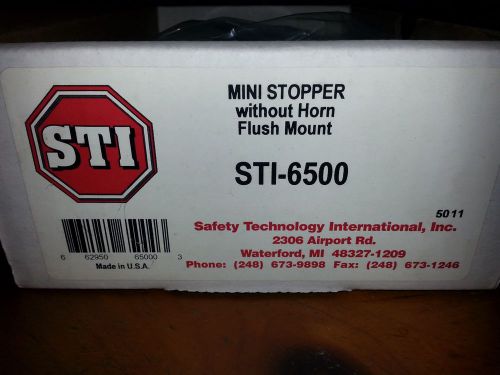 STI
MINI STOPPER
without Horn
Flush Mount
STI-6500
5011
6 62950 65000 3
Made in U.S.A.
Safety Technology International, Inc.
2306 Airport Rd.
Waterford, MI 48327-1209
Phone: (248) 673-9898 Fax: (248) 673-1246